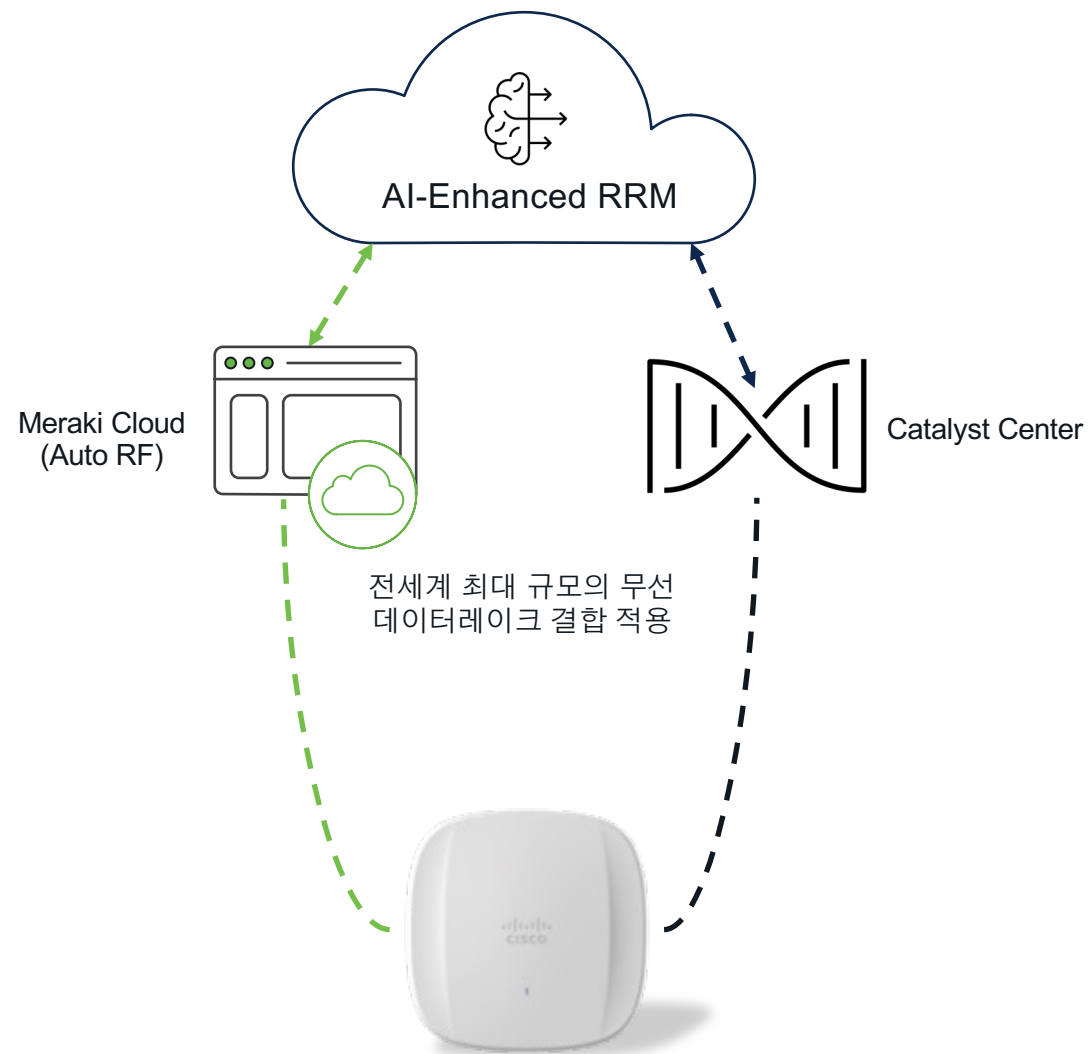 AI-Enhanced RRM
Meraki Cloud
(Auto RF)
Catalyst Center
전세계 최대 규모의 무선
데이터레이크 결합 적용
CISCO